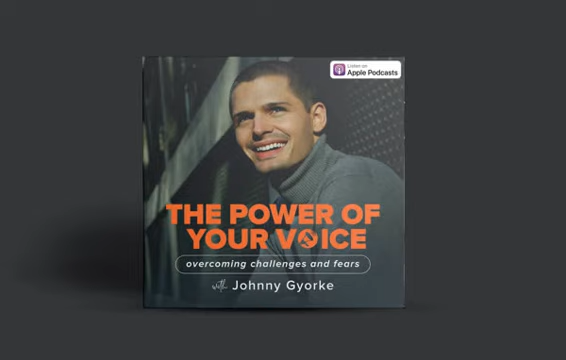 Listen on
Apple Podcasts
THE POWER OF
YOUR VOICE
overcoming challenges and fears
with Johnny Gyorke